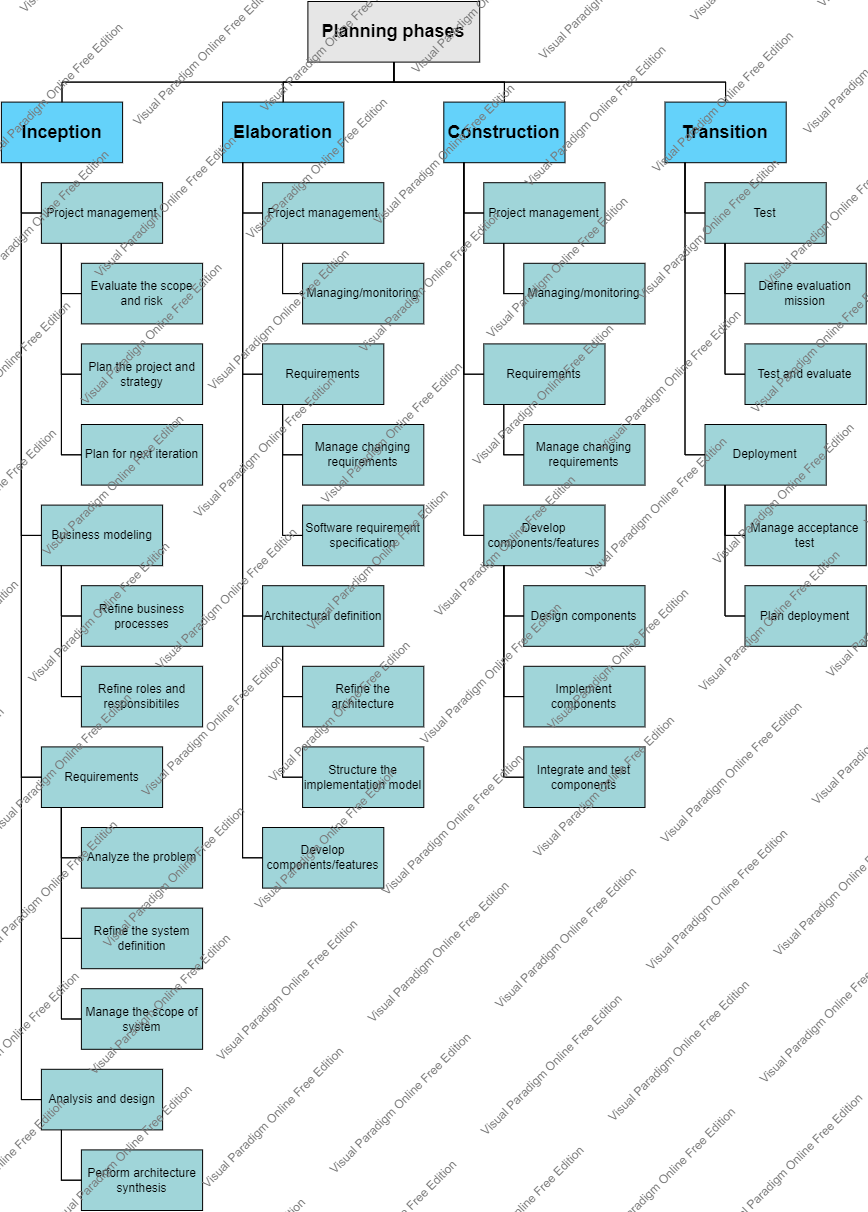 Planning phases
Inception
Elaboration
Construction
Transition
Project management
Evaluate the scope
and risk
Plan the project and
strategy
Plan for next iteration
Business modeling
Refine business
processes
Refine roles and
responsibitiles
Requirements
Analyze the problem
Refine the system
definition
Manage the scope of
system
Analysis and design
Perform architecture
synthesis
Project management
Managing/monitoring
Requirements
Manage changing
requirements
Software requirement
specification
Architectural definition
Refine the
architecture
Structure the
implementation model
Develop
components/features
Project management
Managing/monitoring
Requirements
Manage changing
requirements
Develop
components/features
Design components
Implement
components
Integrate and test
components
Test
Define evaluation
mission
Test and evaluate
Deployment
Manage acceptance
test
Plan deployment
Visual Paradigm Online Free Edition